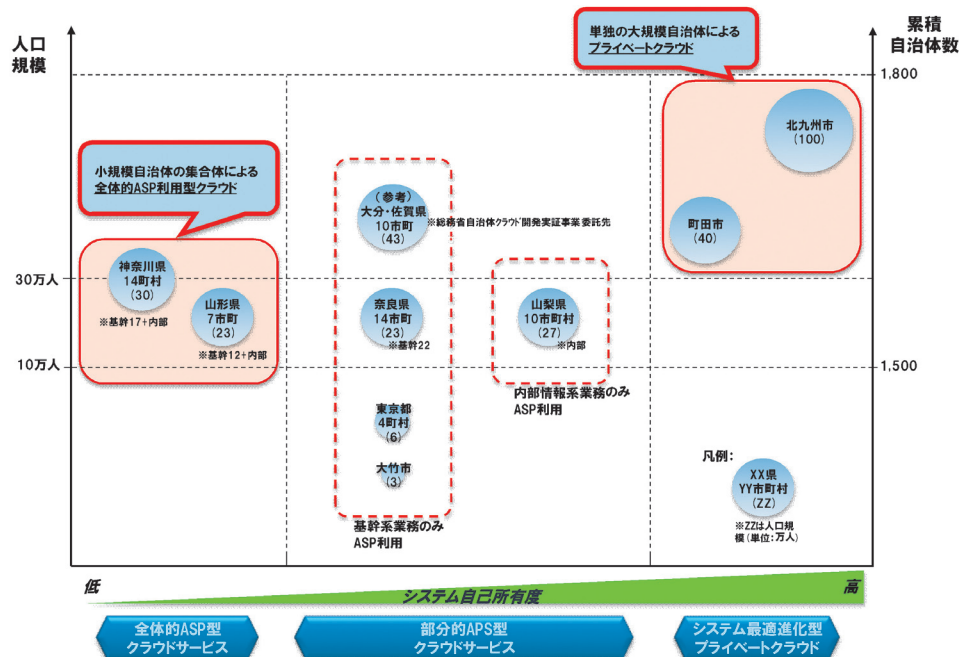 人口
規模
累積
自治体数
単独の大規模自治体による
プライベートクラウド
1,800
北九州市
(100)
小規模自治体の集合体による
全体的ASP利用型クラウド
(参考)
大分・佐賀県
10市町
(43)
※総務省自治体クラウド開発実証事業委託先
町田市
(40)
30万人
神奈川県
14町村
(30)
※基幹17+内部
山形県
7市町
(23)
※基幹12+内部
奈良県
14市町
(23)
※基幹22
山梨県
10市町村
(27)
※内部
10万人
1,500
内部情報系業務のみ
ASP利用
東京都
4町村
(6)
大竹市
(3)
基幹系業務のみ
ASP利用
凡例:
XX県
YY市町村
(ZZ)
※ZZは人口規
模(単位:万人)
低
システム自己所有度
高
全体的ASP型
クラウドサービス
部分的APS型
クラウドサービス
システム最適進化型
プライベートクラウド